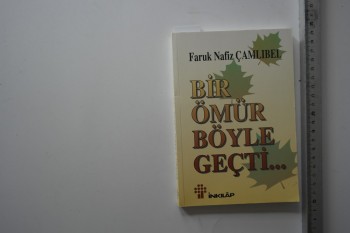 Faruk Nafiz ÇAMLIBEL
BİR
ÖMÜR
BÖYLE
GEÇTİ...
İNKILÂP